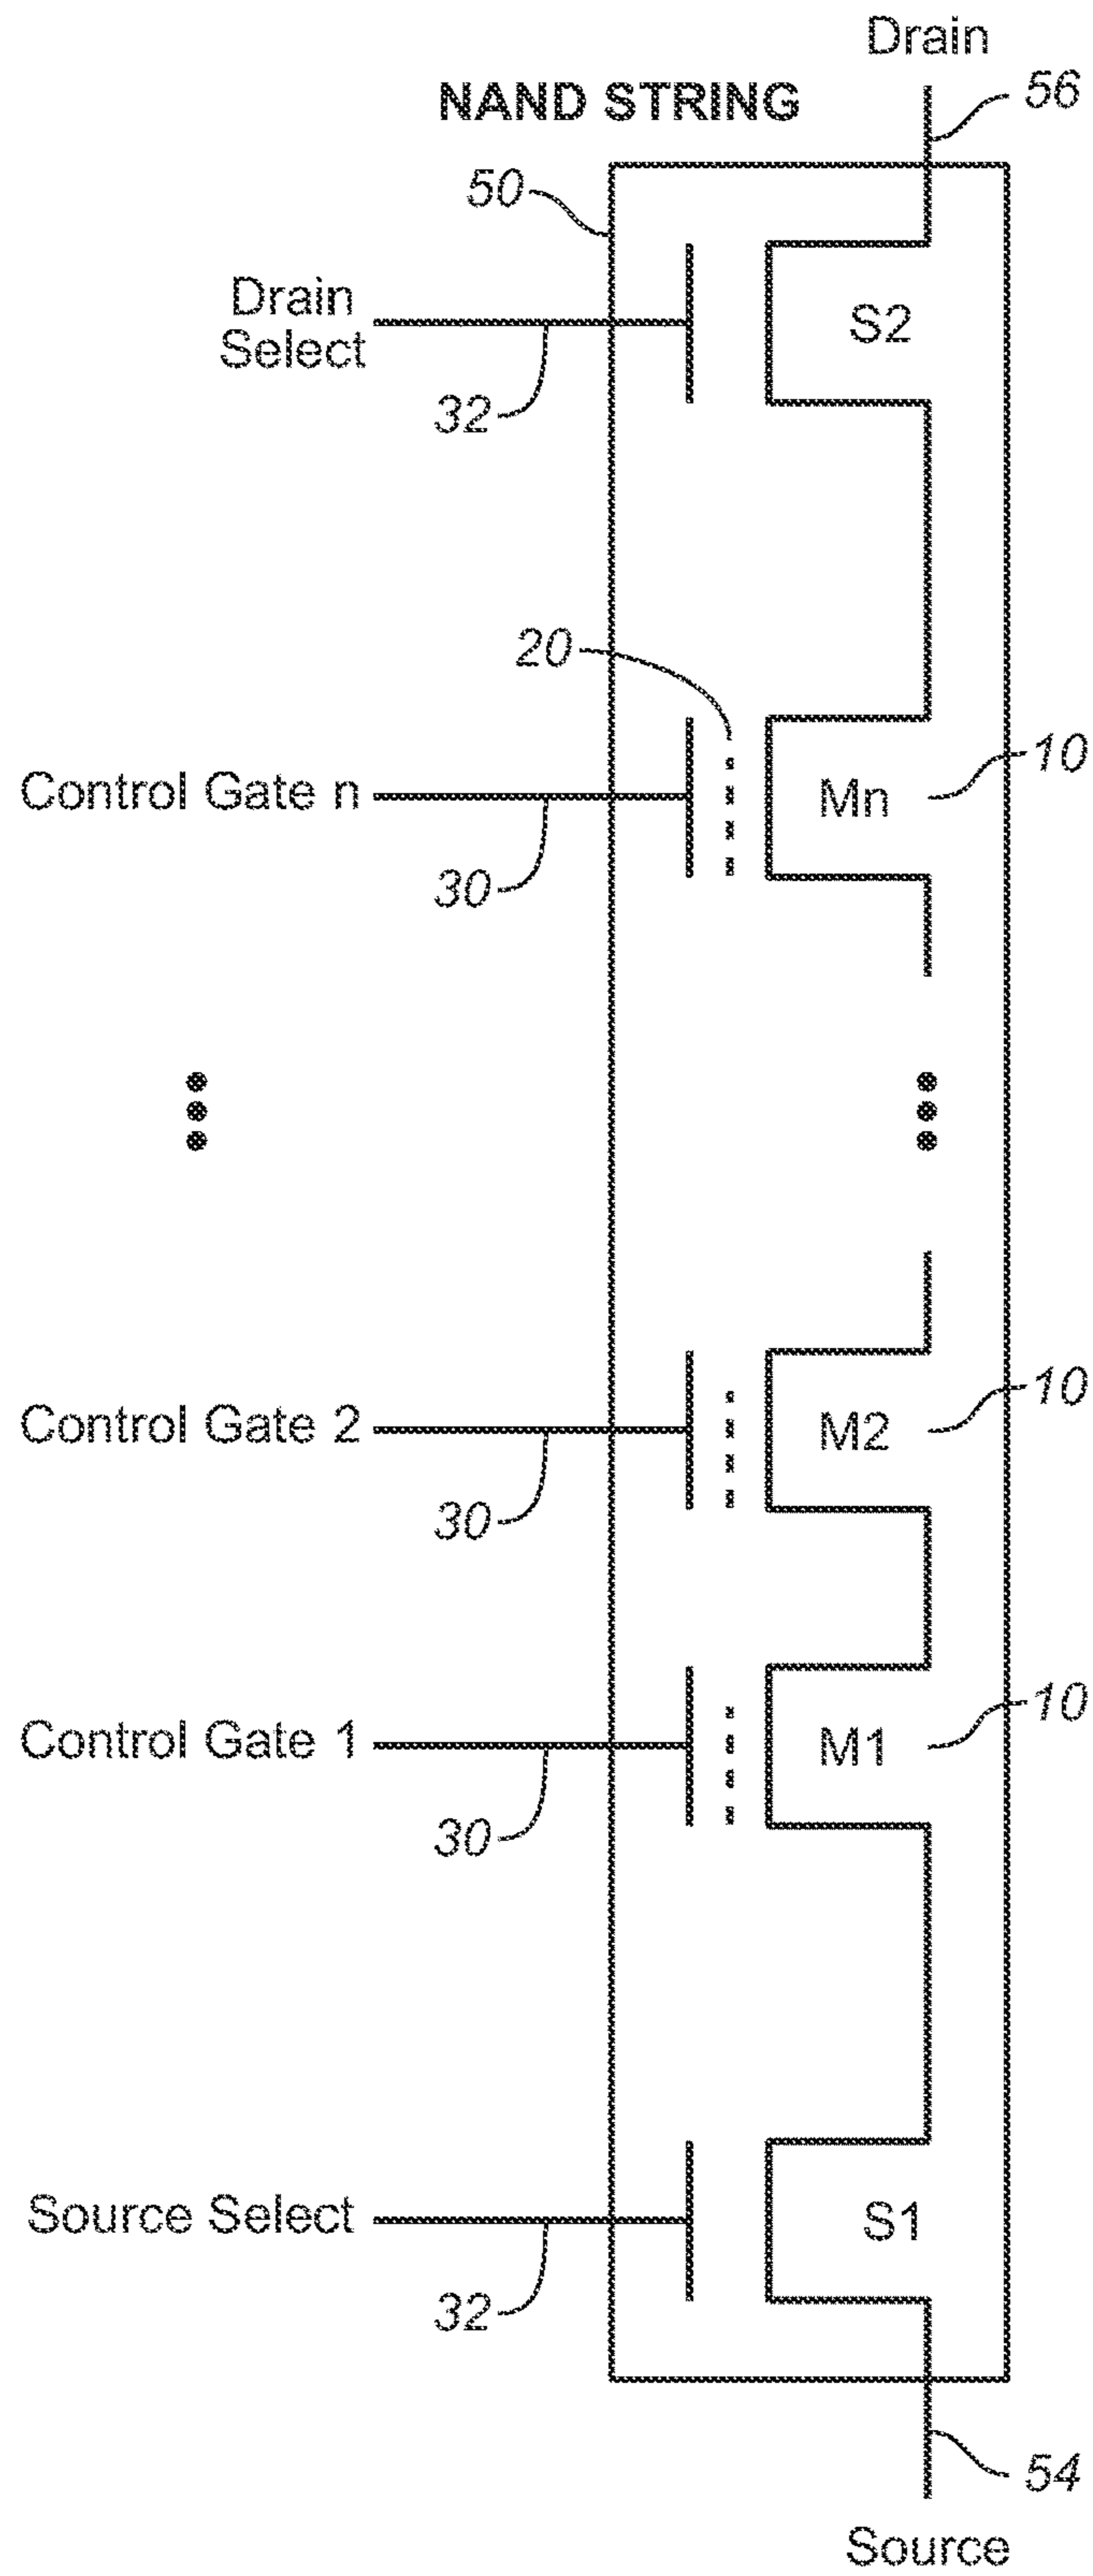 Drain
NAND STRING
56
50
Drain
Select
S2
32
20
10
Control Gate n
Mn
30
10
Control Gate 2
M2
30
10
Control Gate 1
M1
30
Source Select
S1
32
54
Source